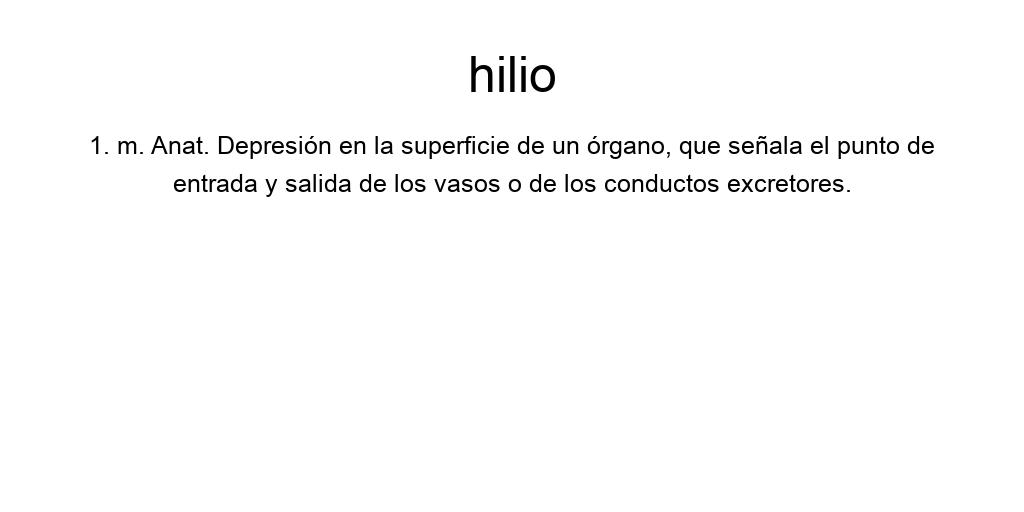 hilio
1. m. Anat. Depresión en la superficie de un órgano, que señala el punto de
entrada y salida de los vasos o de los conductos excretores.